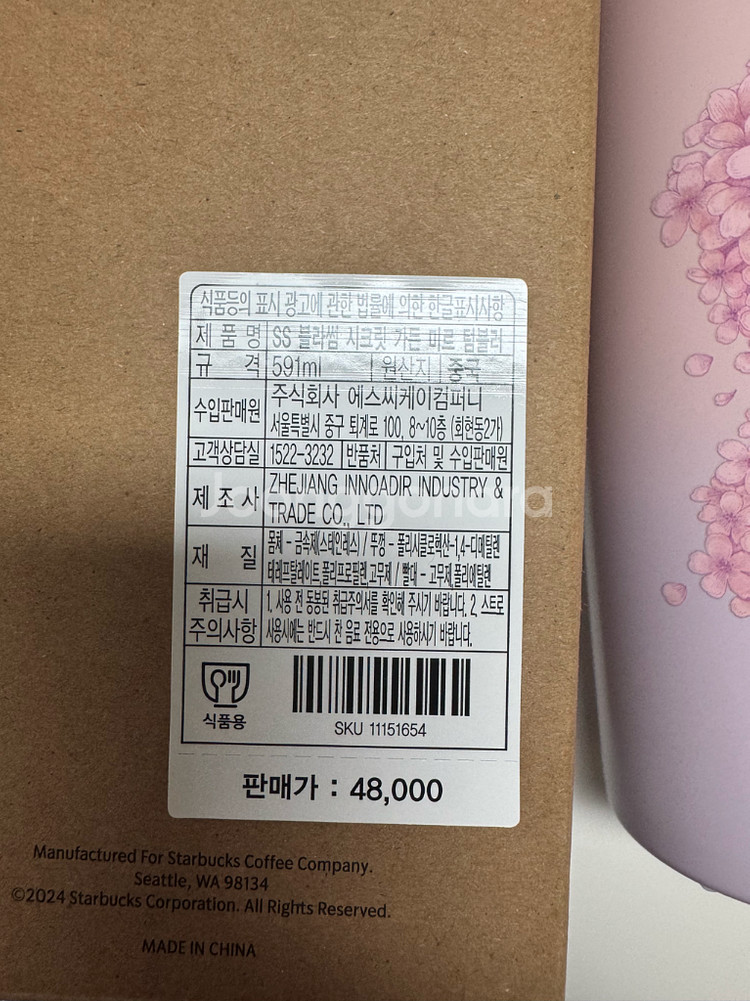 식품등의 표시 광고에 관한 법률에 의한 한글표시사항
제 품 명 SS 블라썸 시크릿 가든 마르 텀블러
규 격 591ml 원산지 중국
수입판매원 주식회사 에스씨케이컴퍼니
서울특별시 중구 퇴계로 100, 8~10층 (회현동2가)
고객상담실 1522-3232 반품처 구입처 및 수입판매원
제 조 사 ZHEJIANG INNOADIR INDUSTRY &
TRADE CO., LTD
재 질 몸체 - 금속제(스테인레스) / 뚜껑 - 폴리시클로헥산-1,4-디메틸렌
테레프탈레이트,폴리프로필렌,고무제 / 빨대 - 고무제,폴리에틸렌
취급시 주의사항 1. 사용 전 동봉된 취급주의서를 확인해 주시기 바랍니다. 2. 스트로
사용시에는 반드시 찬 음료 전용으로 사용하시기 바랍니다.
식품용
SKU 11151654
판매가 : 48,000
Manufactured For Starbucks Coffee Company.
Seattle, WA 98134
©2024 Starbucks Corporation. All Rights Reserved.
MADE IN CHINA